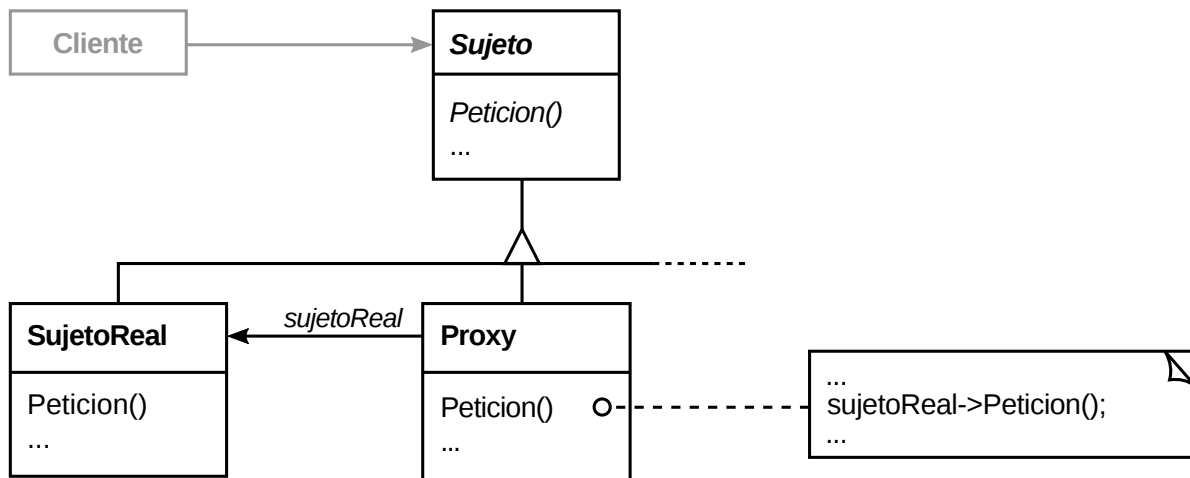 Cliente
Sujeto
Peticion()
...
sujetoReal
SujetoReal
Peticion()
...
Proxy
Peticion()
...
...
sujetoReal->Peticion();
...